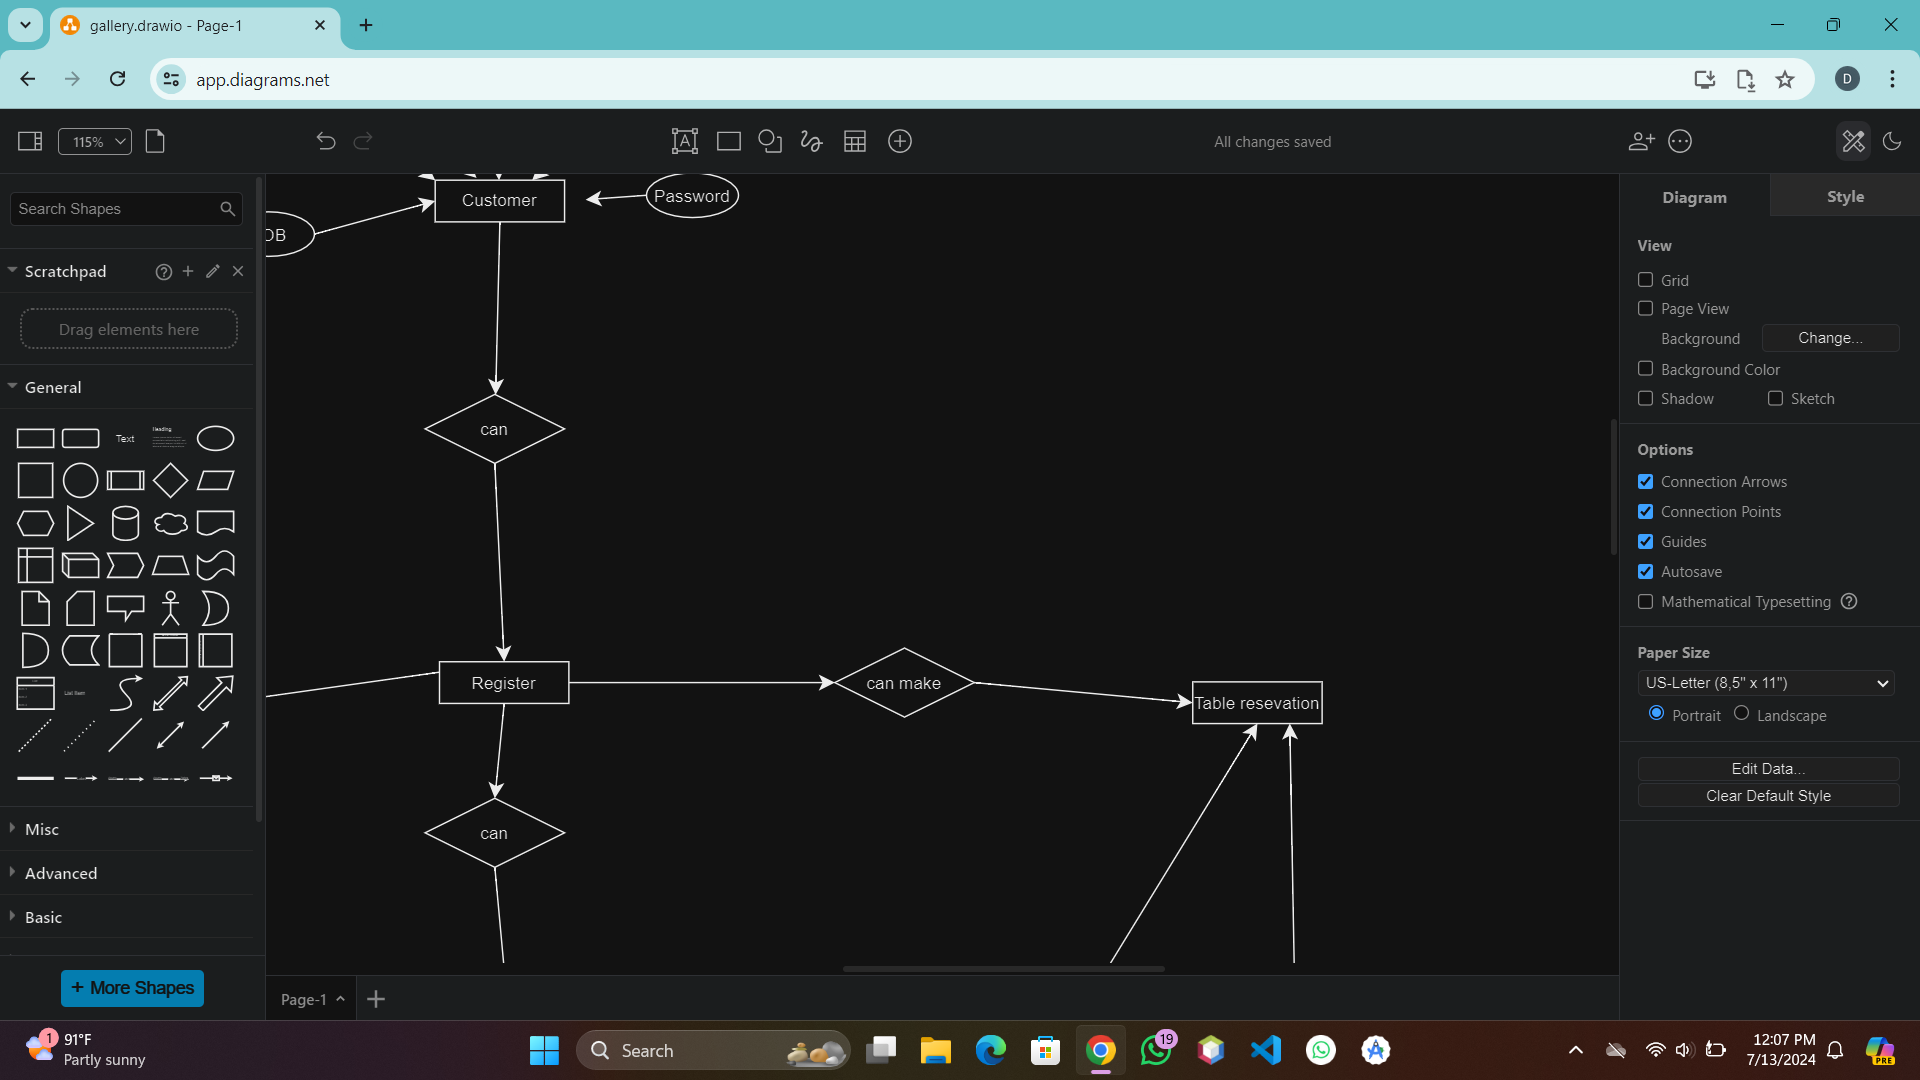 gallery.drawio - Page-1
app.diagrams.net
D
115%
All changes saved
Search Shapes
Scratchpad
Drag elements here
General
Text
Heading
List Item
Misc
Advanced
Basic
+ More Shapes
Customer
Password
OB
can
Register
can make
Table resevation
can
Page-1
Diagram
Style
View
Grid
Page View
Background
Change...
Background Color
Shadow
Sketch
Options
Connection Arrows
Connection Points
Guides
Autosave
Mathematical Typesetting
Paper Size
US-Letter (8,5" x 11")
Portrait
Landscape
Edit Data...
Clear Default Style
1
91°F
Partly sunny
Search
19
12:07 PM
7/13/2024
PRE